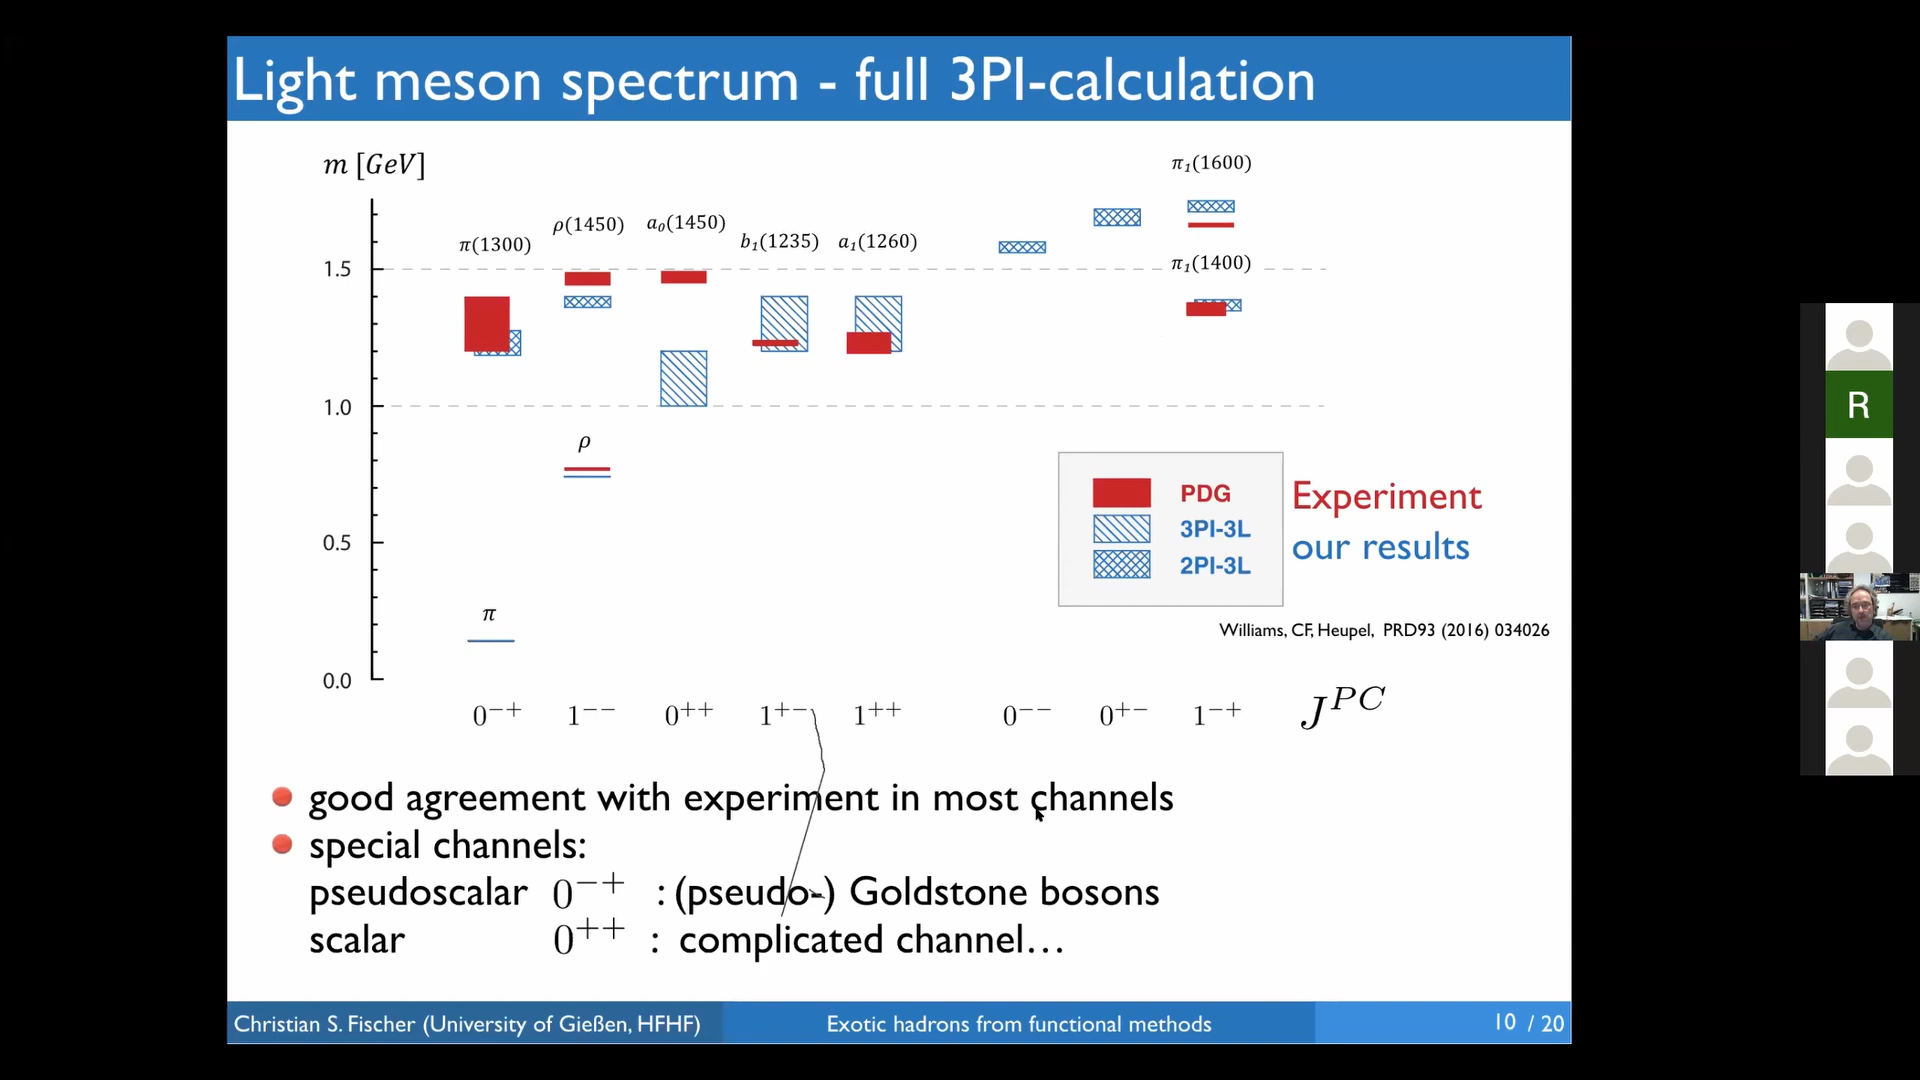 Light meson spectrum - full 3PI-calculation
m [GeV]
π₁(1600)
π(1300) ρ(1450) a₀(1450) b₁(1235) a₁(1260)
1.5
π₁(1400)
1.0
ρ
PDG Experiment
3PI-3L our results
2PI-3L
0.5
π
Williams, CF, Heupel, PRD93 (2016) 034026
0.0
0⁻⁺ 1⁻⁻ 0⁺⁺ 1⁺⁻ 1⁺⁺ 0⁻⁻ 0⁺⁻ 1⁻⁺ J^{PC}
good agreement with experiment in most channels
special channels:
pseudoscalar 0⁻⁺ : (pseudo-) Goldstone bosons
scalar 0⁺⁺ : complicated channel…
Christian S. Fischer (University of Gießen, HFHF) Exotic hadrons from functional methods 10 / 20
R